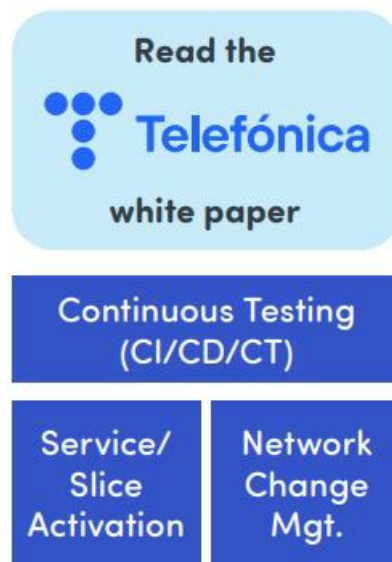 Read the
Telefónica
white paper
Continuous Testing
(CI/CD/CT)
Service/
Slice
Activation
Network
Change
Mgt.